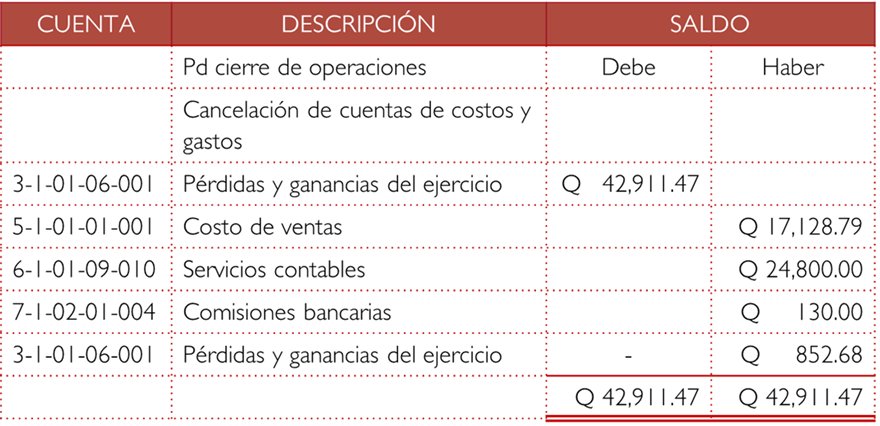 CUENTA DESCRIPCIÓN SALDO
Pd cierre de operaciones Debe Haber
Cancelación de cuentas de costos y
gastos
3-1-01-06-001 Pérdidas y ganancias del ejercicio Q 42,911.47
5-1-01-01-001 Costo de ventas Q 17,128.79
6-1-01-09-010 Servicios contables Q 24,800.00
7-1-02-01-004 Comisiones bancarias Q 130.00
3-1-01-06-001 Pérdidas y ganancias del ejercicio - Q 852.68
Q 42,911.47 Q 42,911.47